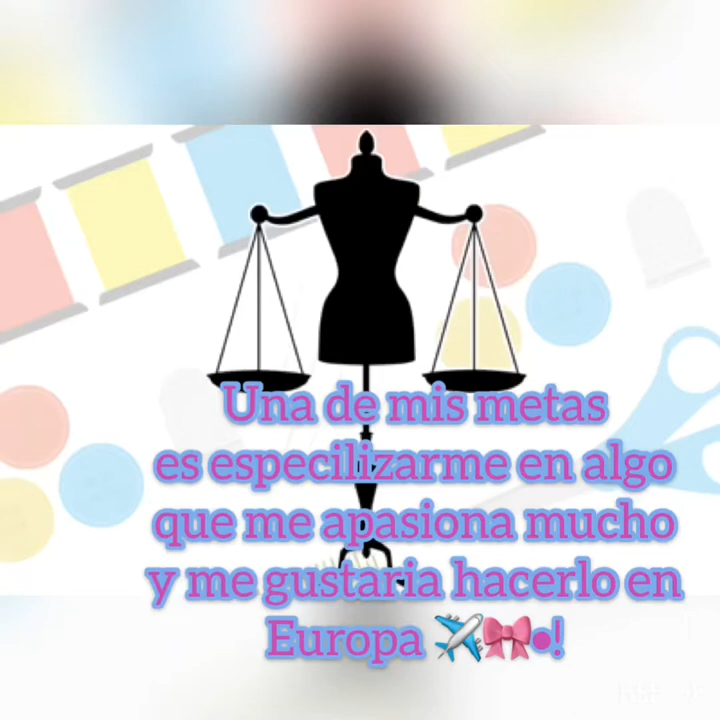 Una de mis metas
es especilizarme en algo
que me apasiona mucho
y me gustaria hacerlo en
Europa ✈️🎀•!